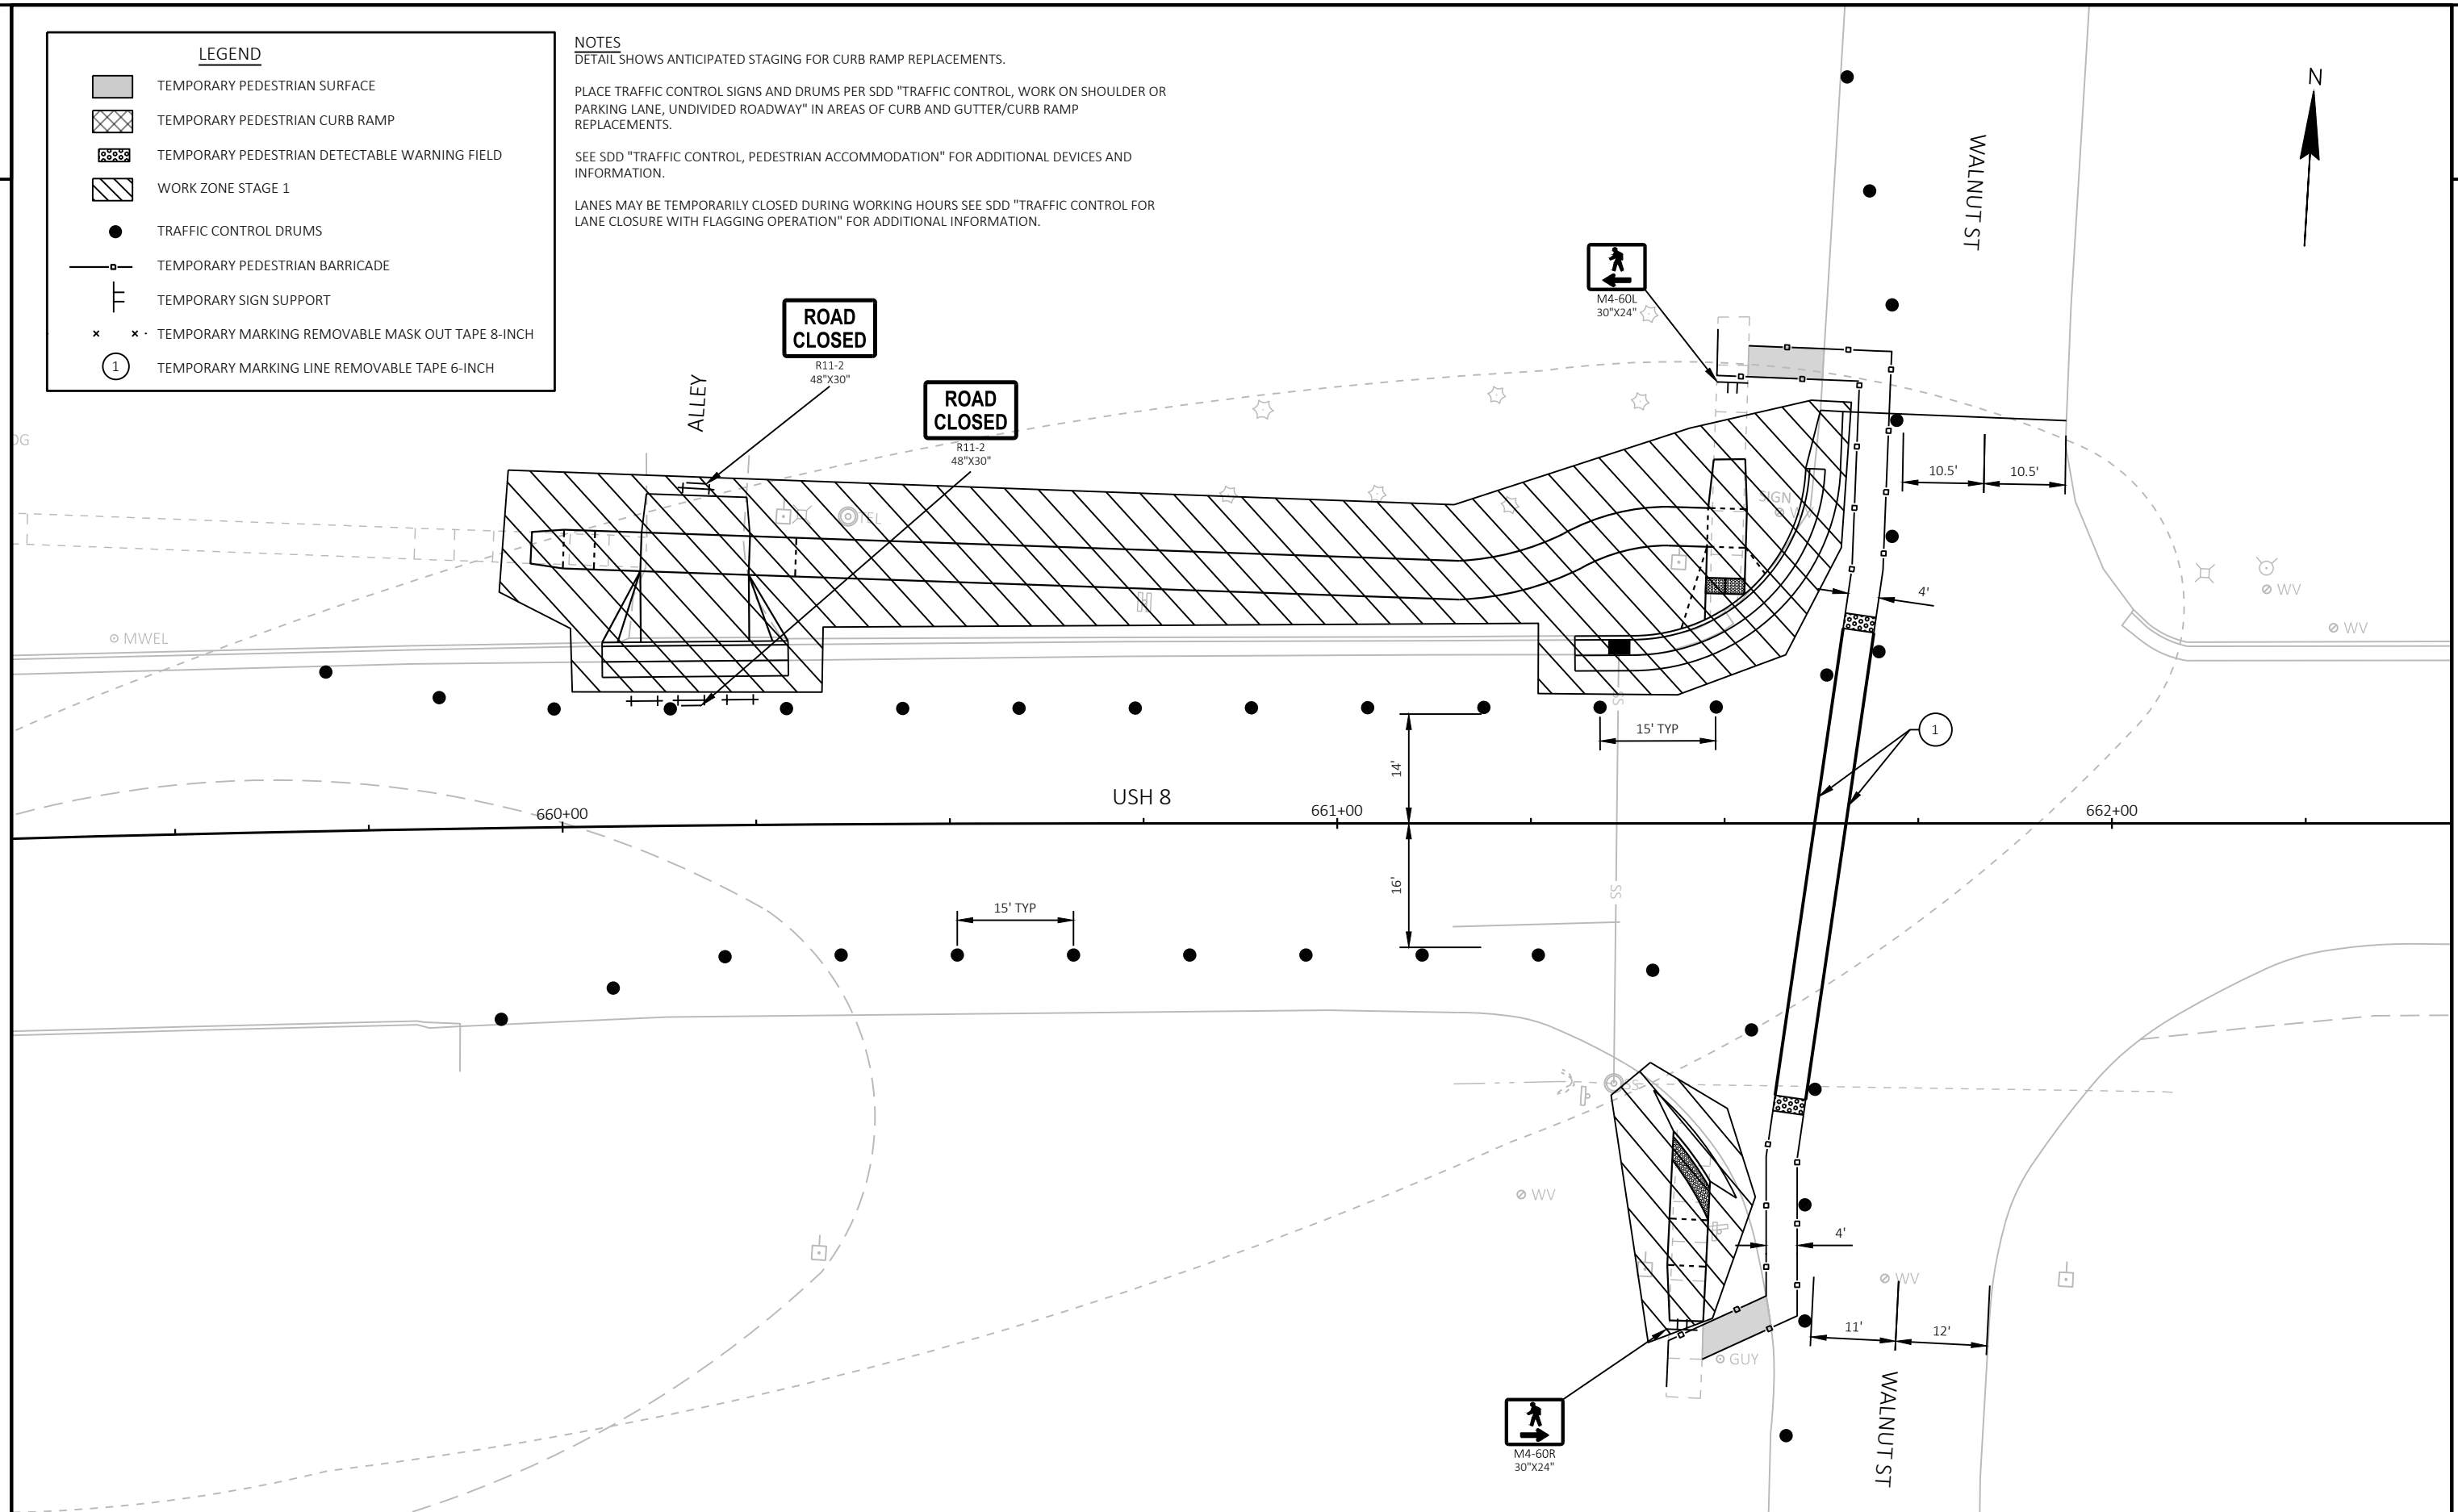 LEGEND
TEMPORARY PEDESTRIAN SURFACE
TEMPORARY PEDESTRIAN CURB RAMP
TEMPORARY PEDESTRIAN DETECTABLE WARNING FIELD
WORK ZONE STAGE 1
TRAFFIC CONTROL DRUMS
TEMPORARY PEDESTRIAN BARRICADE
TEMPORARY SIGN SUPPORT
TEMPORARY MARKING REMOVABLE MASK OUT TAPE 8-INCH
1 TEMPORARY MARKING LINE REMOVABLE TAPE 6-INCH
NOTES
DETAIL SHOWS ANTICIPATED STAGING FOR CURB RAMP REPLACEMENTS.
PLACE TRAFFIC CONTROL SIGNS AND DRUMS PER SDD "TRAFFIC CONTROL, WORK ON SHOULDER OR
PARKING LANE, UNDIVIDED ROADWAY" IN AREAS OF CURB AND GUTTER/CURB RAMP
REPLACEMENTS.
SEE SDD "TRAFFIC CONTROL, PEDESTRIAN ACCOMMODATION" FOR ADDITIONAL DEVICES AND
INFORMATION.
LANES MAY BE TEMPORARILY CLOSED DURING WORKING HOURS SEE SDD "TRAFFIC CONTROL FOR
LANE CLOSURE WITH FLAGGING OPERATION" FOR ADDITIONAL INFORMATION.
N
WALNUT ST
M4-60L
30"X24"
ROAD
CLOSED
R11-2
48"X30"
ALLEY
ROAD
CLOSED
R11-2
48"X30"
OG
10.5'
10.5'
SIGN
WV
TEL
4'
WV
WV
MWEL
SS
15' TYP
1
14'
USH 8
660+00
661+00
662+00
16'
SS
15' TYP
SS
WV
4'
WV
11'
12'
GUY
WALNUT ST
M4-60R
30"X24"